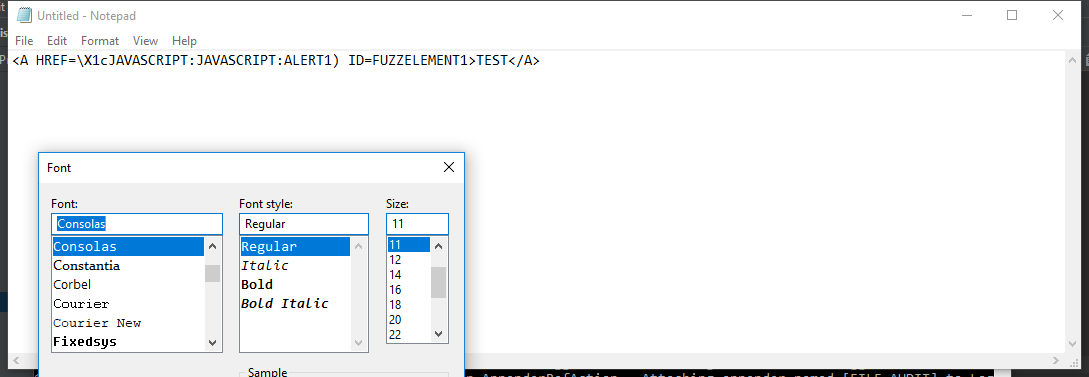 Untitled - Notepad
File Edit Format View Help
<A HREF=\X1cJAVASCRIPT:JAVASCRIPT:ALERT1) ID=FUZZELEMENT1>TEST</A>
Font
Font: Font style: Size:
Consolas Regular 11
Consolas Regular 11
Constantia Italic 12
Corbel Bold 14
Courier Bold Italic 16
Courier New 18
Fixedsys 20
22
Sample
AppenderRefAction - Attaching appender named [FILE_AUDIT] to Log